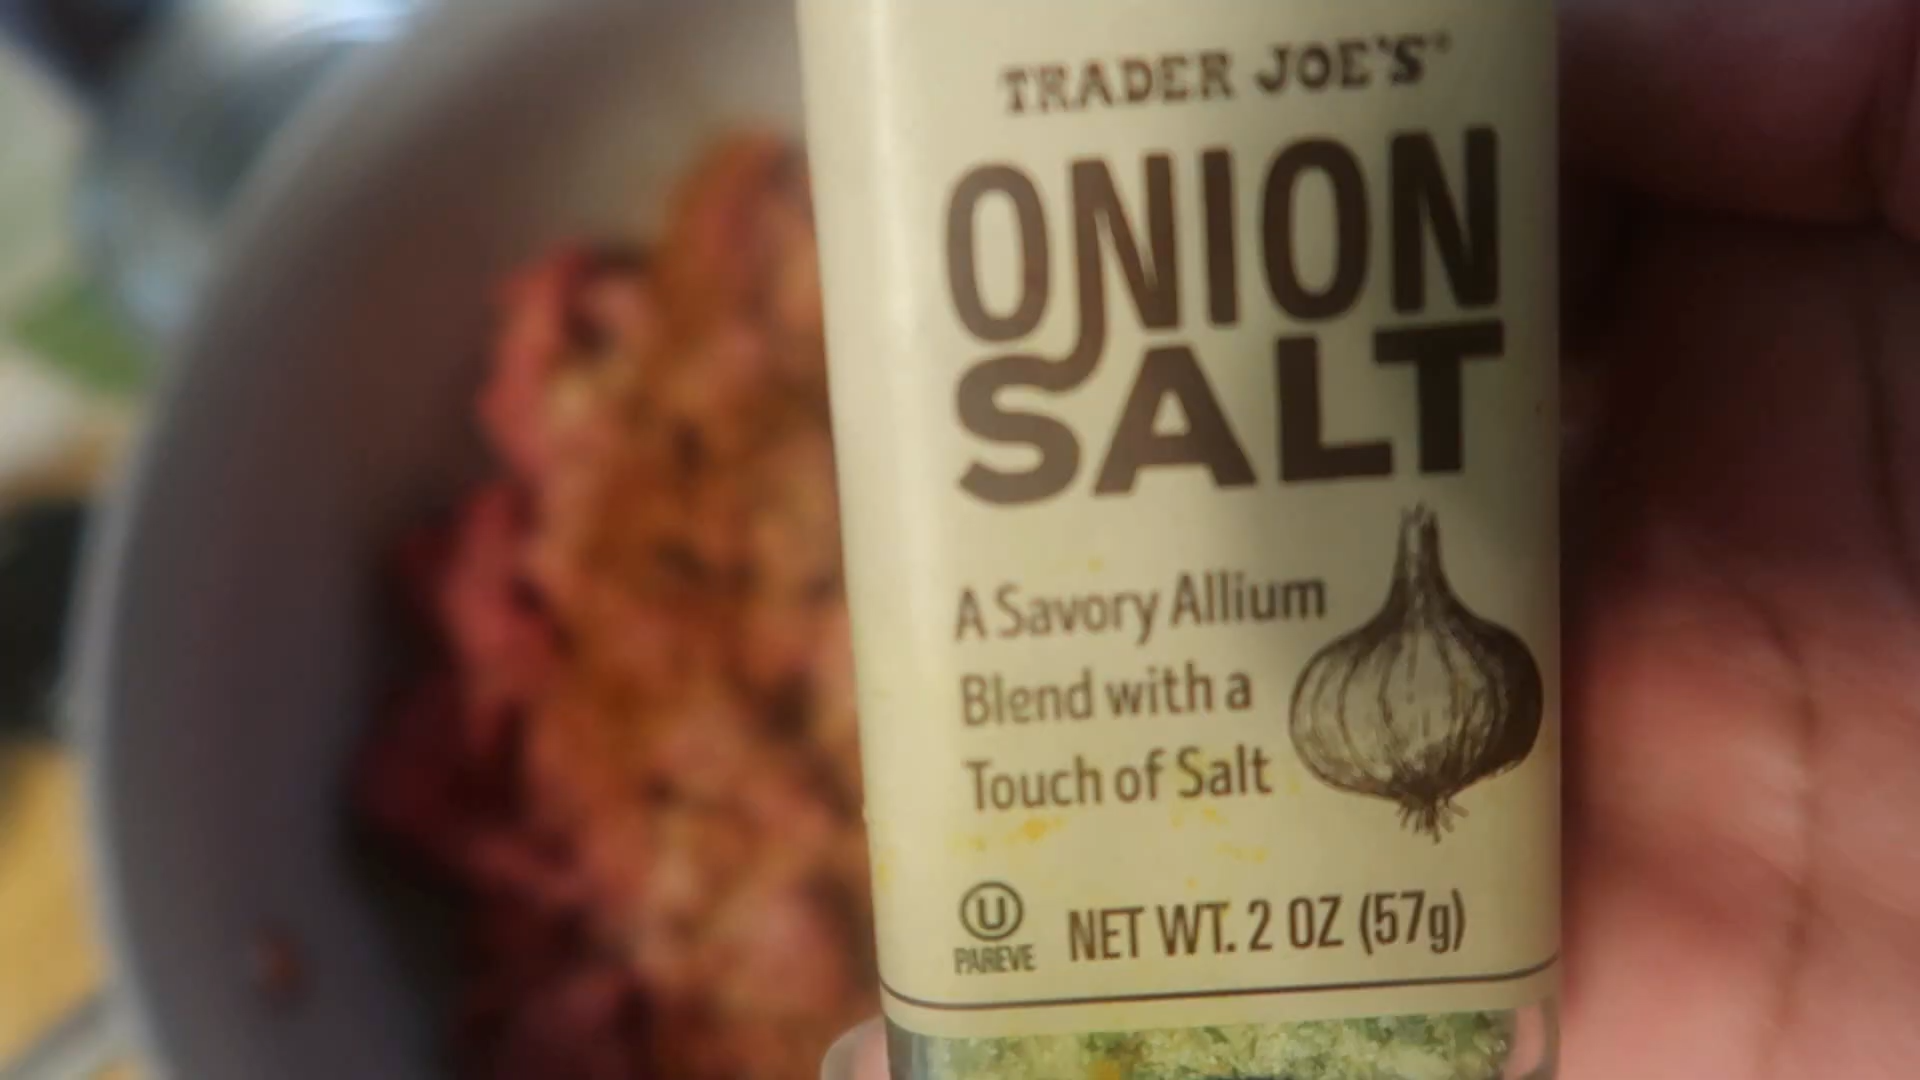 TRADER JOE'S®
ONION
SALT
A Savory Allium
Blend with a
Touch of Salt
U
PAREVE
NET WT. 2 OZ (57g)